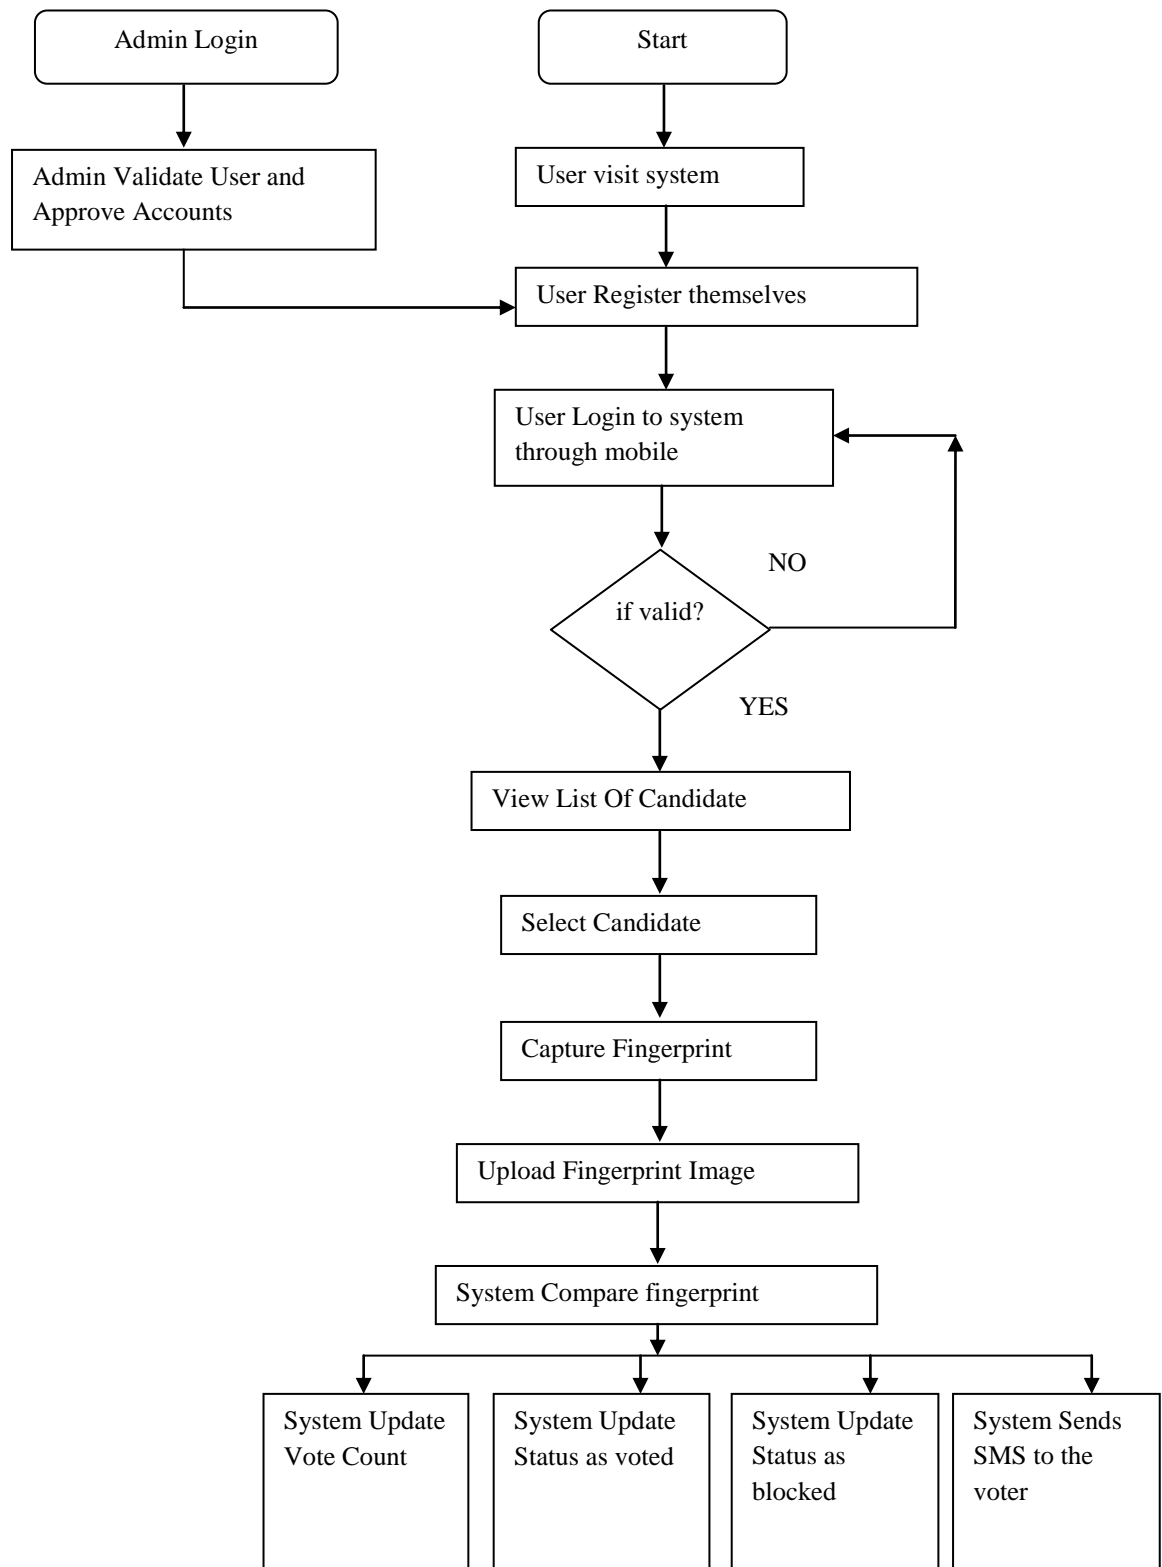 Admin Login
Start
Admin Validate User and
Approve Accounts
User visit system
User Register themselves
User Login to system
through mobile
NO
if valid?
YES
View List Of Candidate
Select Candidate
Capture Fingerprint
Upload Fingerprint Image
System Compare fingerprint
System Update
Vote Count
System Update
Status as voted
System Update
Status as
blocked
System Sends
SMS to the
voter